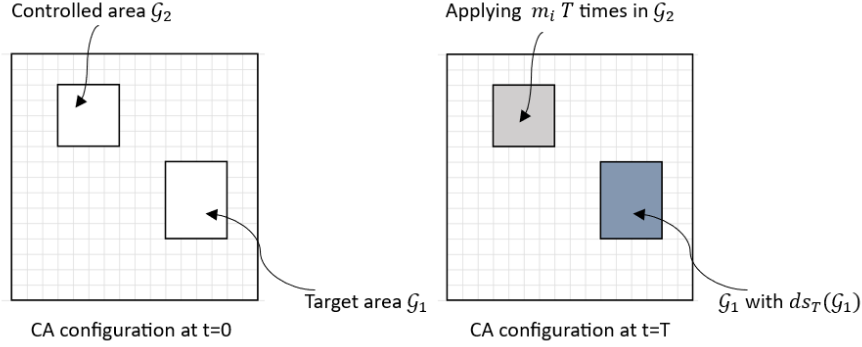 Controlled area 𝒢₂
Applying mᵢ T times in 𝒢₂
Target area 𝒢₁
𝒢₁ with dsₜ(𝒢₁)
CA configuration at t=0
CA configuration at t=T